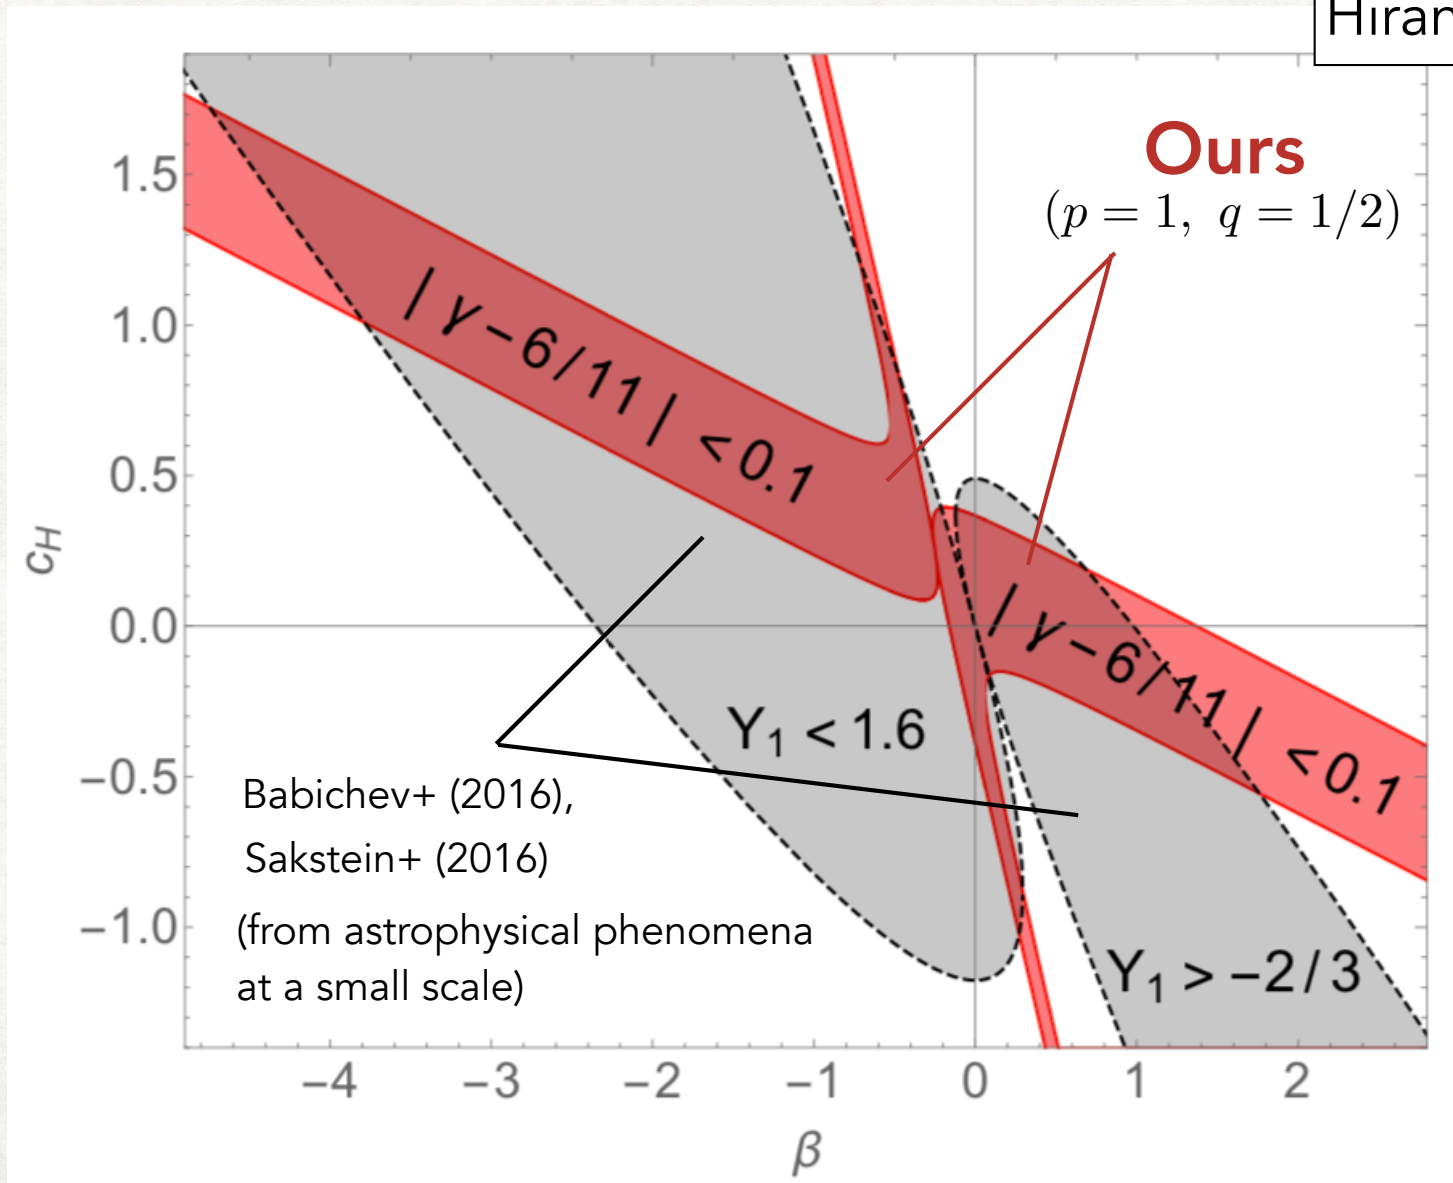 Hiran
Ours
(p = 1, q = 1/2)
1.5
1.0
0.5
0.0
−0.5
−1.0
c_H
| γ − 6/11 | < 0.1
| γ − 6/11 | < 0.1
Y₁ < 1.6
Babichev+ (2016),
Sakstein+ (2016)
(from astrophysical phenomena
at a small scale)
Y₁ > −2/3
−4 −3 −2 −1 0 1 2
β